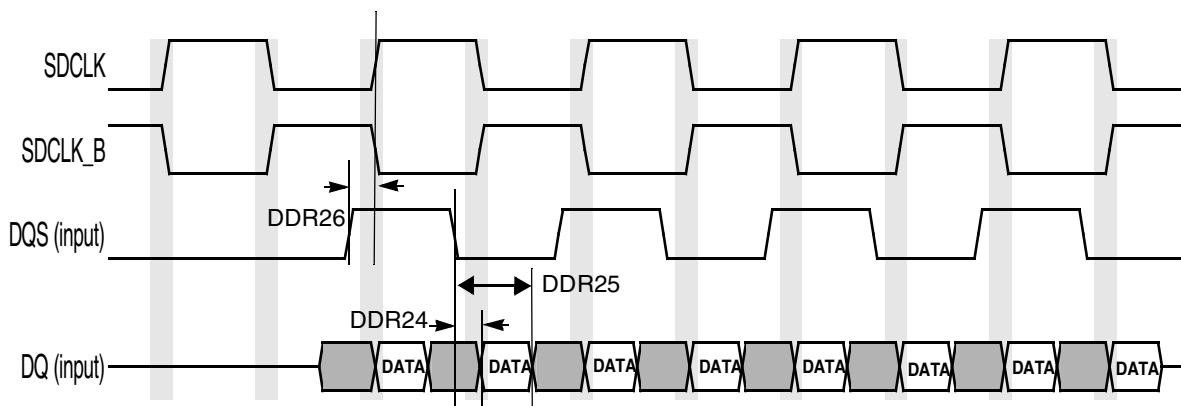 SDCLK
SDCLK_B
DDR26
DQS (input)
DDR25
DDR24
DQ (input)
DATA DATA DATA DATA DATA DATA DATA DATA